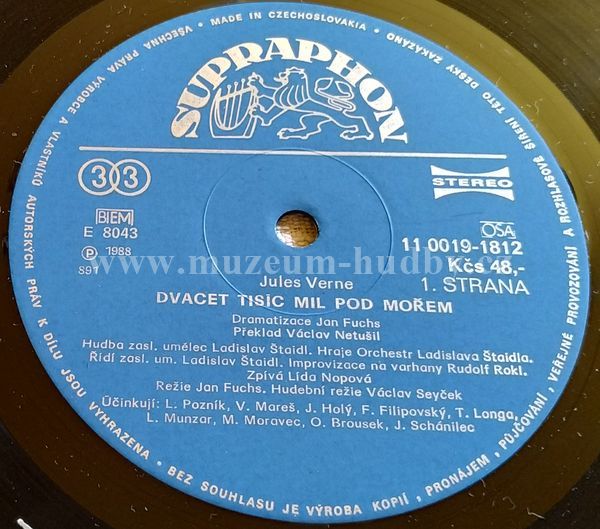 VŠECHNA PRÁVA VÝROBCE A VLASTNÍKŮ AUTORSKÝCH PRÁV K DÍLU JSOU VYHRAZENA • BEZ SOUHLASU JE VÝROBA KOPIÍ, PRONÁJEM, PŮJČOVÁNÍ, VEŘEJNÉ PROVOZOVÁNÍ A ROZHLASOVÉ ŠÍŘENÍ TÉTO DESKY ZAKÁZÁNO • MADE IN CZECHOSLOVAKIA •
SUPRAPHON
33
STEREO
BIEM
E 8043
OSA
11 0019-1812
℗ 1988
891
Kčs 48,-
www.muzeum-hudby.cz
1. STRANA
Jules Verne
DVACET TISÍC MIL POD MOŘEM
Dramatizace Jan Fuchs
Překlad Václav Netušil
Hudba zasl. umělec Ladislav Štaidl. Hraje Orchestr Ladislava Štaidla.
Řídí zasl. um. Ladislav Štaidl. Improvizace na varhany Rudolf Rokl.
Zpívá Lída Nopová
Režie Jan Fuchs. Hudební režie Václav Seyček
Účinkují: L. Pozník, V. Mareš, J. Holý, F. Filipovský, T. Longa,
L. Munzar, M. Moravec, O. Brousek, J. Schánilec